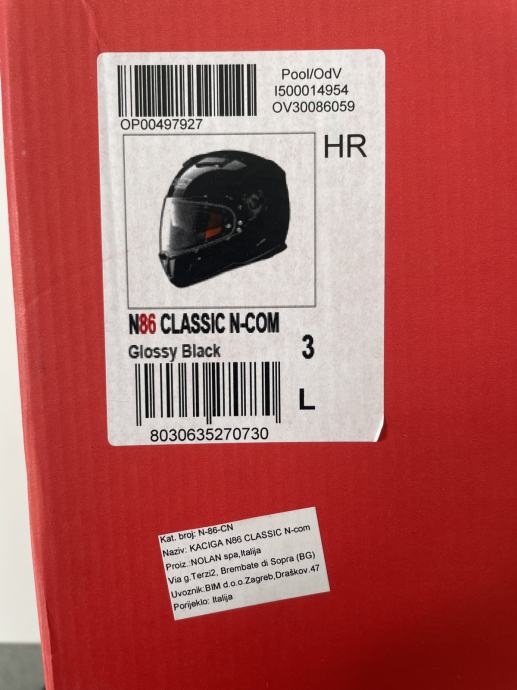 Pool/OdV
I500014954
OV30086059
OP00497927
HR
N86 CLASSIC N-COM
Glossy Black
3
L
8030635270730
Kat. broj: N-86-CN
Naziv: KACIGA N86 CLASSIC N-com
Proiz.:NOLAN spa,Italija
Via g.Terzi2, Brembate di Sopra (BG)
Uvoznik:BIM d.o.o.Zagreb,Draškov.47
Porijeklo: Italija